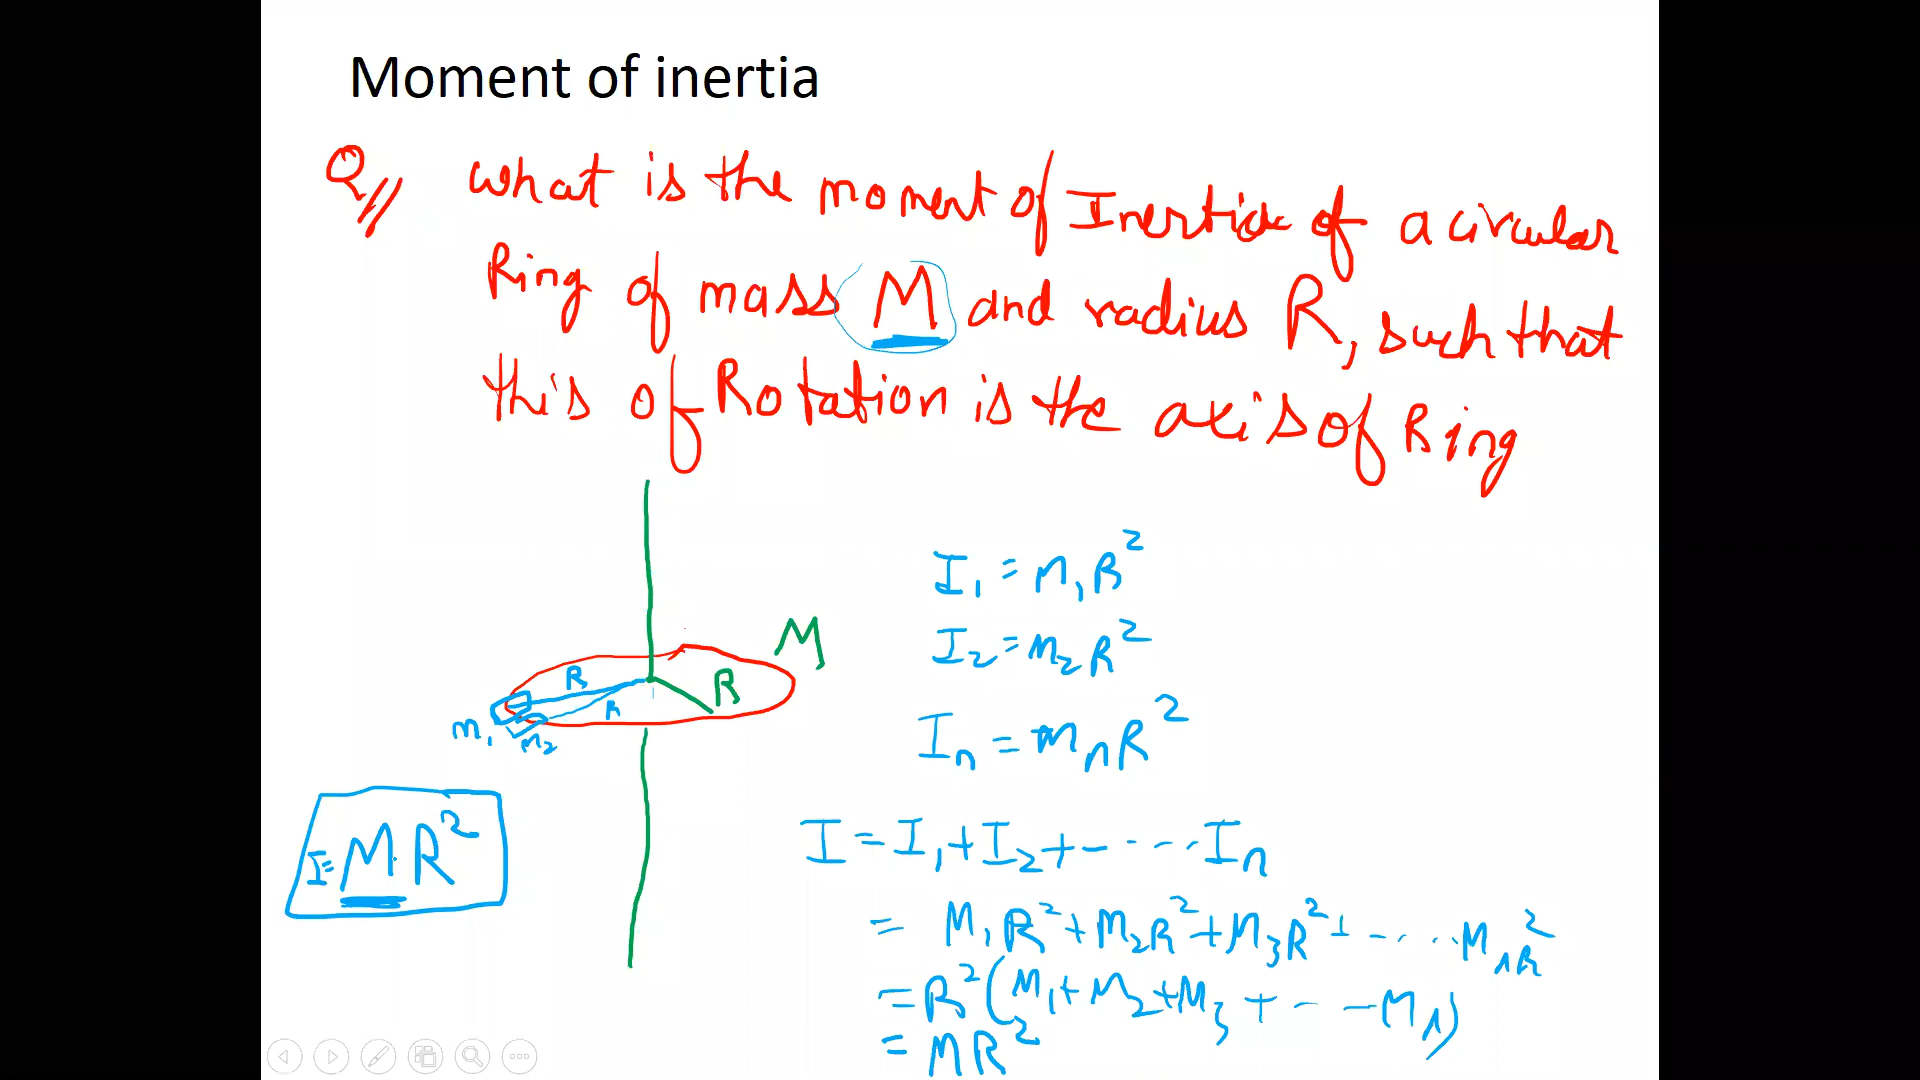 Moment of inertia
Q// What is the moment of Inertia of a circular
Ring of mass M and radius R, such that
this of Rotation is the axis of Ring
M
R
R
R
m₁
m₂
I₁ = m₁R²
I₂ = m₂R²
Iₙ = mₙR²
I = MR²
I = I₁ + I₂ + - - - - Iₙ
= M₁R² + M₂R² + M₃R² + - - - - MₙR²
= R² (M₁ + M₂ + M₃ + - - - Mₙ)
= MR²